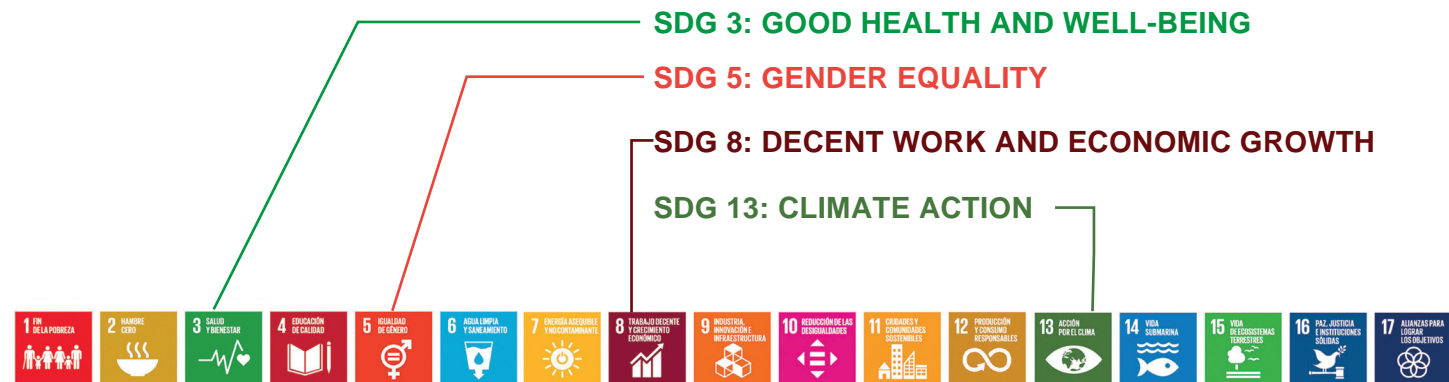 SDG 3: GOOD HEALTH AND WELL-BEING
SDG 5: GENDER EQUALITY
SDG 8: DECENT WORK AND ECONOMIC GROWTH
SDG 13: CLIMATE ACTION
1 FIN
DE LA POBREZA
2 HAMBRE
CERO
3 SALUD
Y BIENESTAR
4 EDUCACIÓN
DE CALIDAD
5 IGUALDAD
DE GÉNERO
6 AGUA LIMPIA
Y SANEAMIENTO
7 ENERGÍA ASEQUIBLE
Y NO CONTAMINANTE
8 TRABAJO DECENTE
Y CRECIMIENTO
ECONÓMICO
9 INDUSTRIA,
INNOVACIÓN E
INFRAESTRUCTURA
10 REDUCCIÓN DE LAS
DESIGUALDADES
11 CIUDADES Y
COMUNIDADES
SOSTENIBLES
12 PRODUCCIÓN
Y CONSUMO
RESPONSABLES
13 ACCIÓN
POR EL CLIMA
14 VIDA
SUBMARINA
15 VIDA
DE ECOSISTEMAS
TERRESTRES
16 PAZ, JUSTICIA
E INSTITUCIONES
SÓLIDAS
17 ALIANZAS PARA
LOGRAR
LOS OBJETIVOS